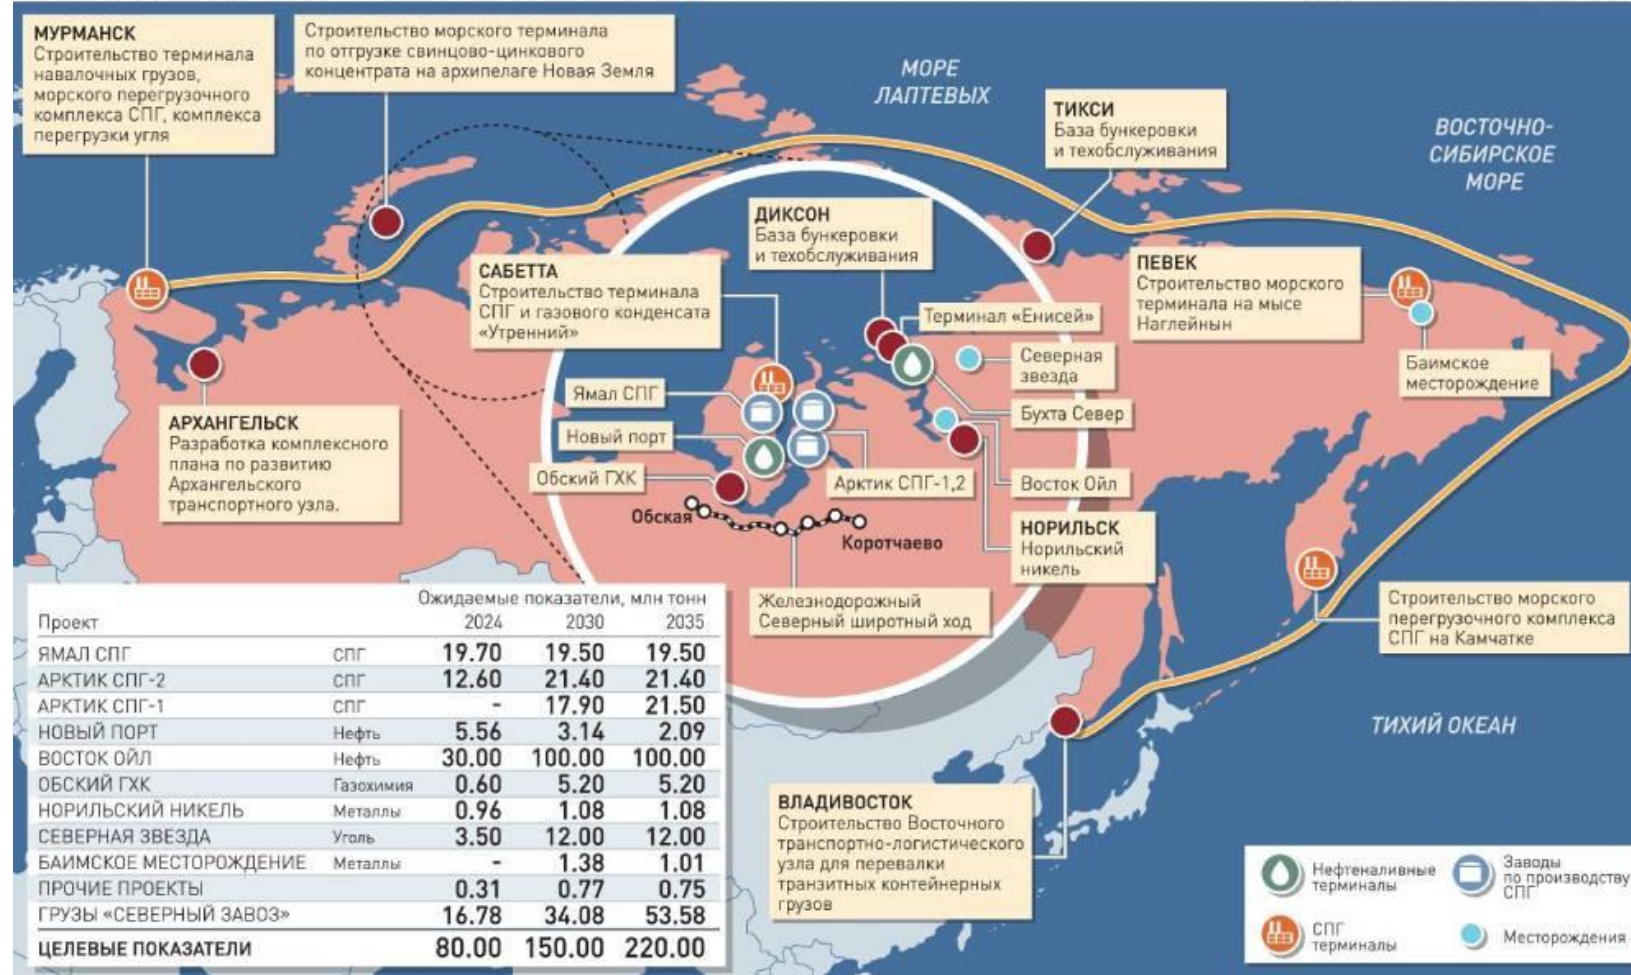 МУРМАНСК
Строительство терминала
навалочных грузов,
морского перегрузочного
комплекса СПГ, комплекса
перегрузки угля
Строительство морского терминала
по отгрузке свинцово-цинкового
концентрата на архипелаге Новая Земля
МОРЕ
ЛАПТЕВЫХ
ТИКСИ
База бункеровки
и техобслуживания
ВОСТОЧНО-
СИБИРСКОЕ
МОРЕ
ДИКСОН
База бункеровки
и техобслуживания
САБЕТТА
Строительство терминала
СПГ и газового конденсата
«Утренний»
ПЕВЕК
Строительство морского
терминала на мысе
Наглейнын
Терминал «Енисей»
Северная
звезда
Баимское
месторождение
Ямал СПГ
Бухта Север
АРХАНГЕЛЬСК
Разработка комплексного
плана по развитию
Архангельского
транспортного узла.
Новый порт
Обский ГХК
Арктик СПГ-1,2
Восток Ойл
Обская
Коротчаево
НОРИЛЬСК
Норильский
никель
Железнодорожный
Северный широтный ход
Строительство морского
перегрузочного комплекса
СПГ на Камчатке
ТИХИЙ ОКЕАН
Ожидаемые показатели, млн тонн
Проект 2024 2030 2035
ЯМАЛ СПГ СПГ 19.70 19.50 19.50
АРКТИК СПГ-2 СПГ 12.60 21.40 21.40
АРКТИК СПГ-1 СПГ - 17.90 21.50
НОВЫЙ ПОРТ Нефть 5.56 3.14 2.09
ВОСТОК ОЙЛ Нефть 30.00 100.00 100.00
ОБСКИЙ ГХК Газохимия 0.60 5.20 5.20
НОРИЛЬСКИЙ НИКЕЛЬ Металлы 0.96 1.08 1.08
СЕВЕРНАЯ ЗВЕЗДА Уголь 3.50 12.00 12.00
БАИМСКОЕ МЕСТОРОЖДЕНИЕ Металлы - 1.38 1.01
ПРОЧИЕ ПРОЕКТЫ 0.31 0.77 0.75
ГРУЗЫ «СЕВЕРНЫЙ ЗАВОЗ» 16.78 34.08 53.58
ЦЕЛЕВЫЕ ПОКАЗАТЕЛИ 80.00 150.00 220.00
ВЛАДИВОСТОК
Строительство Восточного
транспортно-логистического
узла для перевалки
транзитных контейнерных
грузов
Нефтеналивные
терминалы
Заводы
по производству
СПГ
СПГ
терминалы
Месторождения